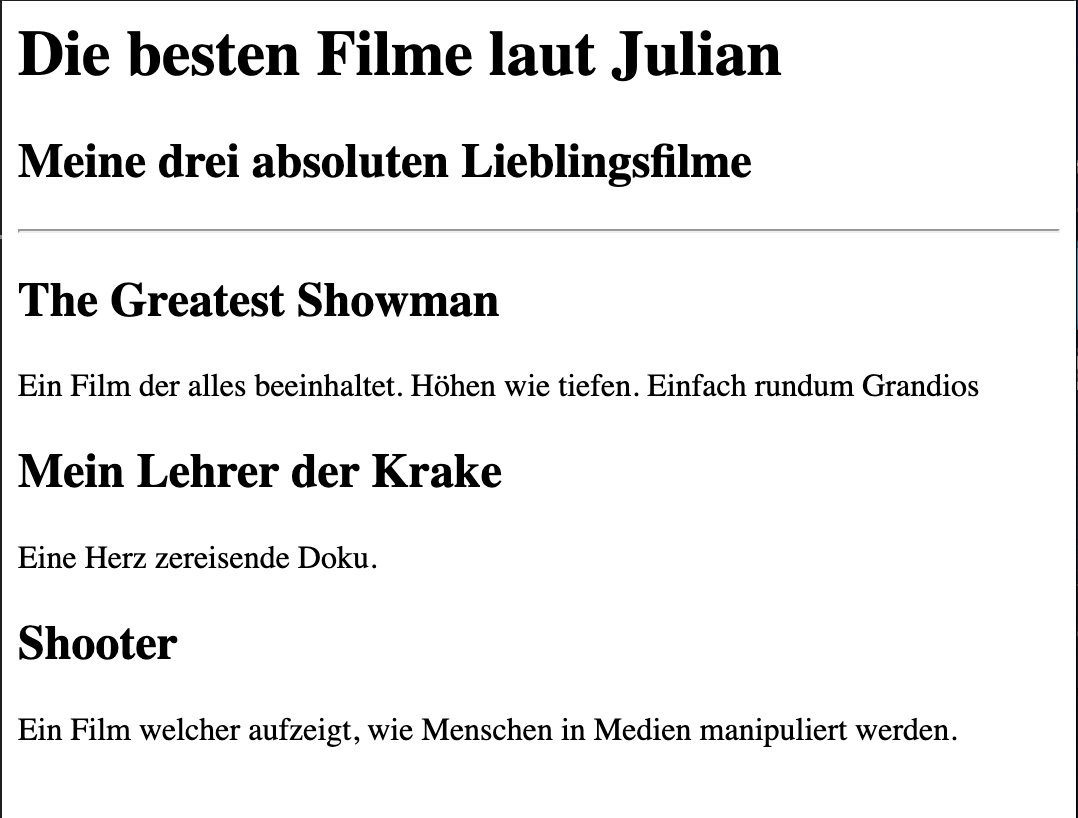 Die besten Filme laut Julian
Meine drei absoluten Lieblingsfilme
The Greatest Showman
Ein Film der alles beeinhaltet. Höhen wie tiefen. Einfach rundum Grandios
Mein Lehrer der Krake
Eine Herz zereisende Doku.
Shooter
Ein Film welcher aufzeigt, wie Menschen in Medien manipuliert werden.